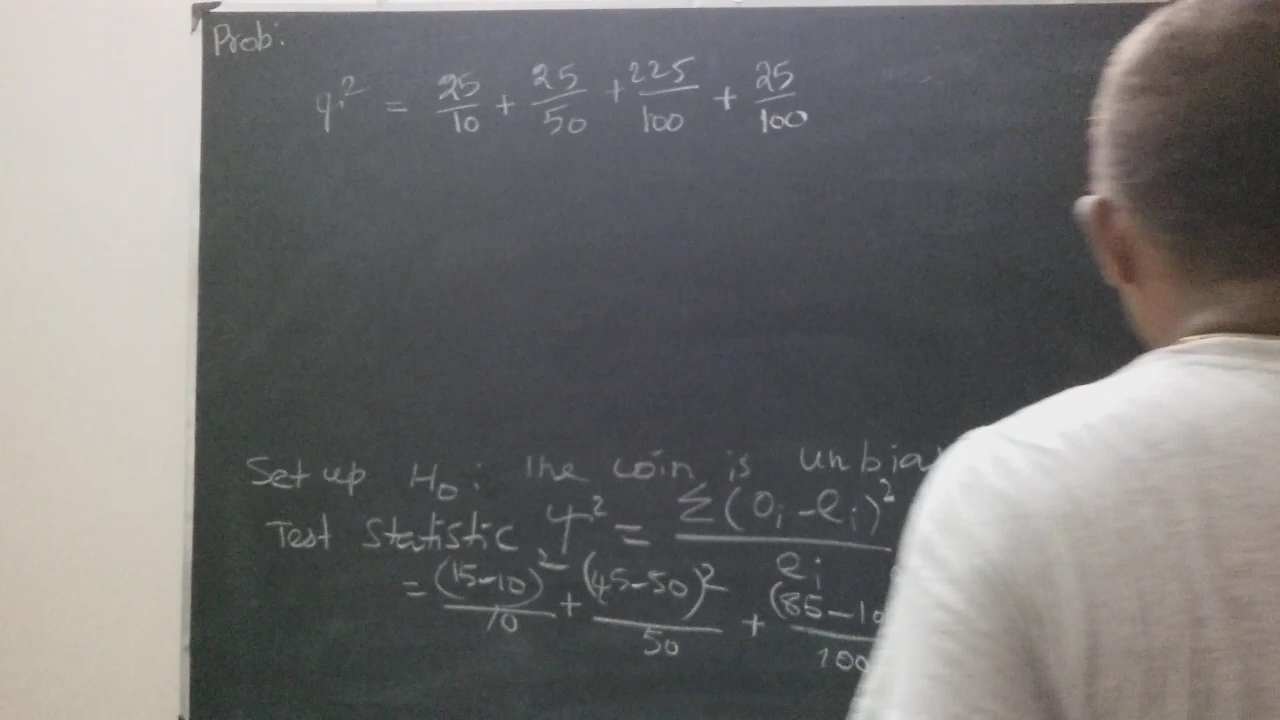 Prob:
ψ² = 25/10 + 25/50 + 225/100 + 25/100
Set up H₀: The coin is unbia
Test Statistic ψ² = Σ(Oᵢ-eᵢ)²/eᵢ
= (15-10)²/10 + (45-50)²/50 + (85-10/100